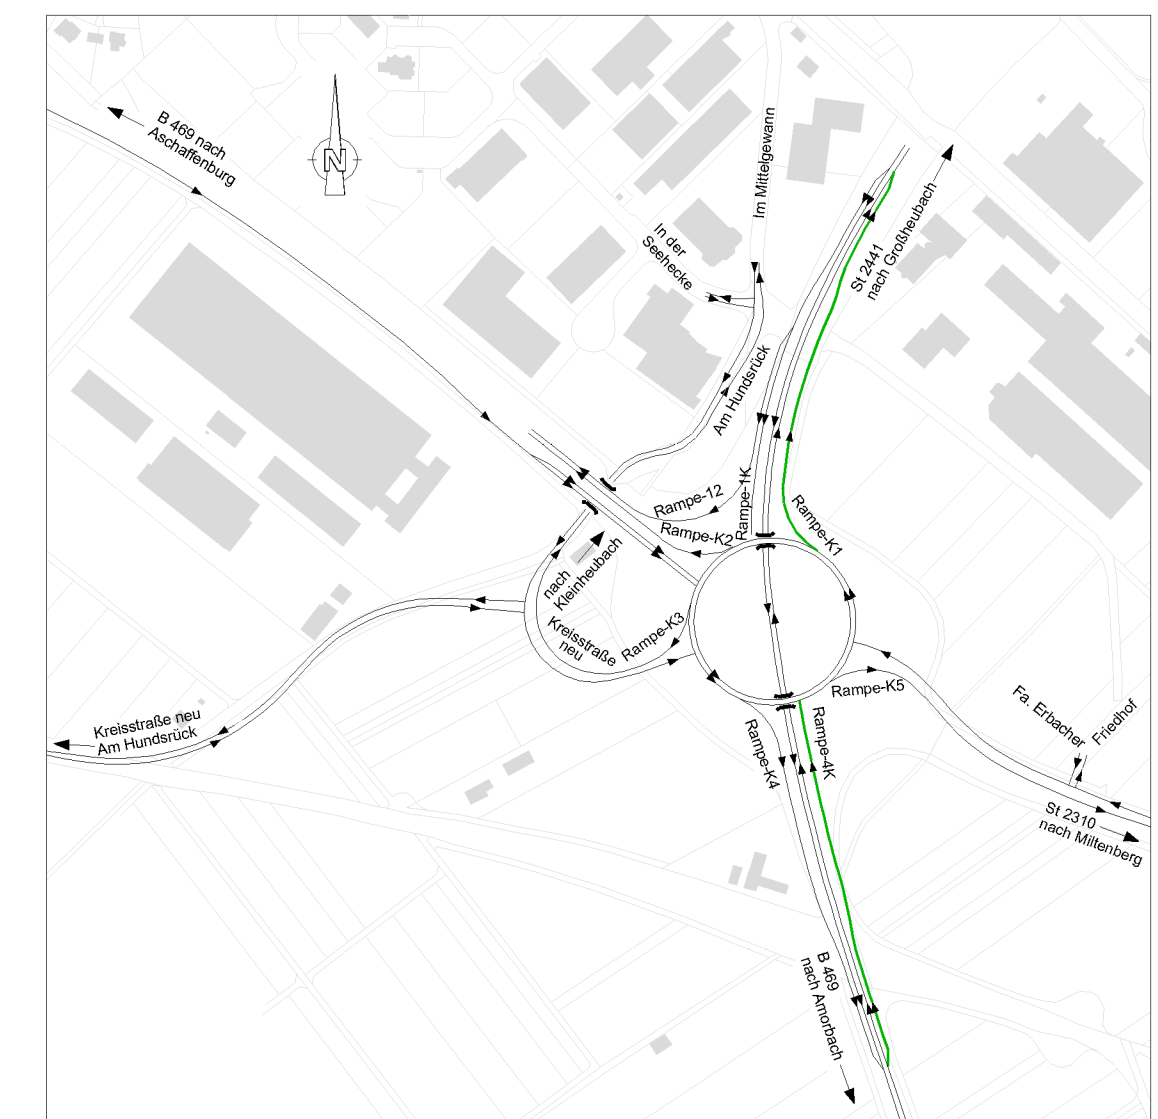 B 469 nach
Aschaffenburg
N
Im Mittelgewann
In der
Seehecke
St 2441
nach Großheubach
Am Hundsrück
Rampe-12
Rampe-1K
Rampe-K2
Rampe-K1
nach
Kleinheubach
Kreisstraße
neu
Rampe-K3
Rampe-K5
Kreisstraße neu
Am Hundsrück
Rampe-K4
Rampe-4K
Fa. Erbacher
Friedhof
St 2310
nach Miltenberg
B 469
nach Amorbach